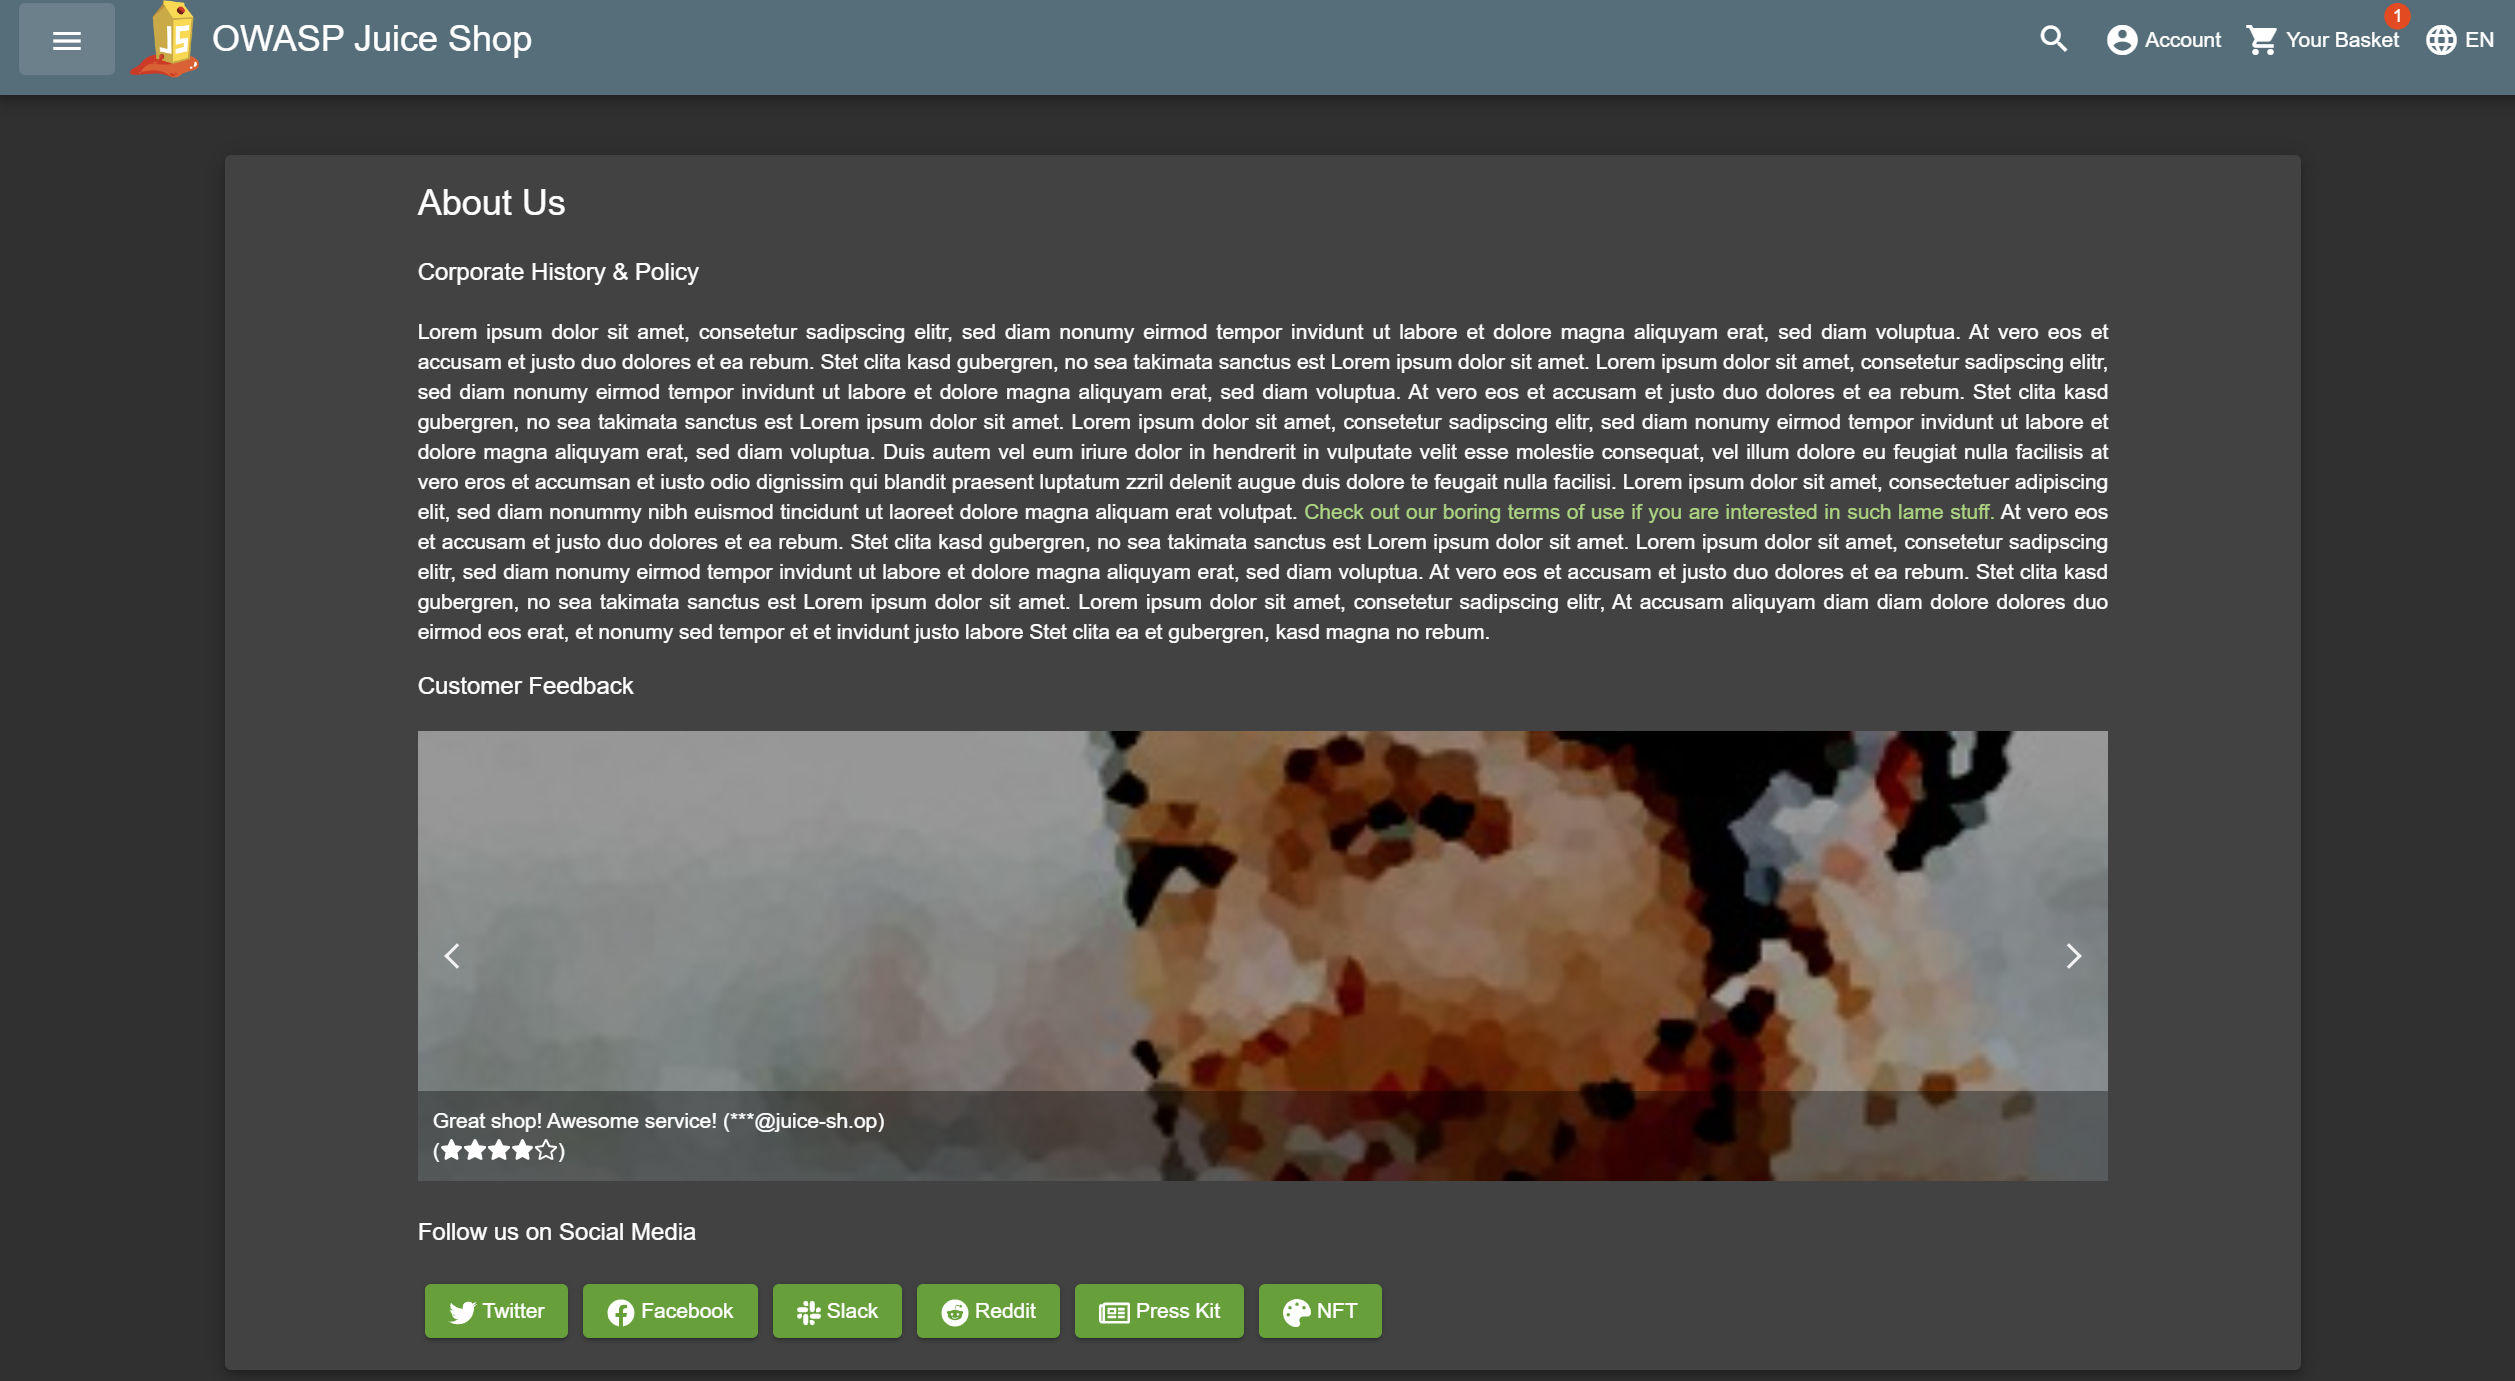 OWASP Juice Shop
Account
Your Basket
1
EN
About Us
Corporate History & Policy
Lorem ipsum dolor sit amet, consetetur sadipscing elitr, sed diam nonumy eirmod tempor invidunt ut labore et dolore magna aliquyam erat, sed diam voluptua. At vero eos et
accusam et justo duo dolores et ea rebum. Stet clita kasd gubergren, no sea takimata sanctus est Lorem ipsum dolor sit amet. Lorem ipsum dolor sit amet, consetetur sadipscing elitr,
sed diam nonumy eirmod tempor invidunt ut labore et dolore magna aliquyam erat, sed diam voluptua. At vero eos et accusam et justo duo dolores et ea rebum. Stet clita kasd
gubergren, no sea takimata sanctus est Lorem ipsum dolor sit amet. Lorem ipsum dolor sit amet, consetetur sadipscing elitr, sed diam nonumy eirmod tempor invidunt ut labore et
dolore magna aliquyam erat, sed diam voluptua. Duis autem vel eum iriure dolor in hendrerit in vulputate velit esse molestie consequat, vel illum dolore eu feugiat nulla facilisis at
vero eros et accumsan et iusto odio dignissim qui blandit praesent luptatum zzril delenit augue duis dolore te feugait nulla facilisi. Lorem ipsum dolor sit amet, consectetuer adipiscing
elit, sed diam nonummy nibh euismod tincidunt ut laoreet dolore magna aliquam erat volutpat. Check out our boring terms of use if you are interested in such lame stuff. At vero eos
et accusam et justo duo dolores et ea rebum. Stet clita kasd gubergren, no sea takimata sanctus est Lorem ipsum dolor sit amet. Lorem ipsum dolor sit amet, consetetur sadipscing
elitr, sed diam nonumy eirmod tempor invidunt ut labore et dolore magna aliquyam erat, sed diam voluptua. At vero eos et accusam et justo duo dolores et ea rebum. Stet clita kasd
gubergren, no sea takimata sanctus est Lorem ipsum dolor sit amet. Lorem ipsum dolor sit amet, consetetur sadipscing elitr, At accusam aliquyam diam diam dolore dolores duo
eirmod eos erat, et nonumy sed tempor et et invidunt justo labore Stet clita ea et gubergren, kasd magna no rebum.
Customer Feedback
Great shop! Awesome service! (***@juice-sh.op)
(★★★★☆)
Follow us on Social Media
Twitter
Facebook
Slack
Reddit
Press Kit
NFT